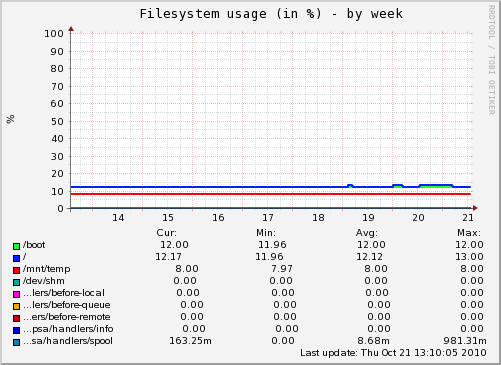 Filesystem usage (in %) - by week
RRDTOOL / TOBI OETIKER
%
100
90
80
70
60
50
40
30
20
10
0
14 15 16 17 18 19 20 21
Cur: Min: Avg: Max:
/boot 12.00 11.96 12.00 12.00
/ 12.17 11.96 12.12 13.00
/mnt/temp 8.00 7.97 8.00 8.00
/dev/shm 0.00 0.00 0.00 0.00
...lers/before-local 0.00 0.00 0.00 0.00
...lers/before-queue 0.00 0.00 0.00 0.00
...ers/before-remote 0.00 0.00 0.00 0.00
...psa/handlers/info 0.00 0.00 0.00 0.00
...sa/handlers/spool 163.25m 0.00 8.68m 981.31m
Last update: Thu Oct 21 13:10:05 2010